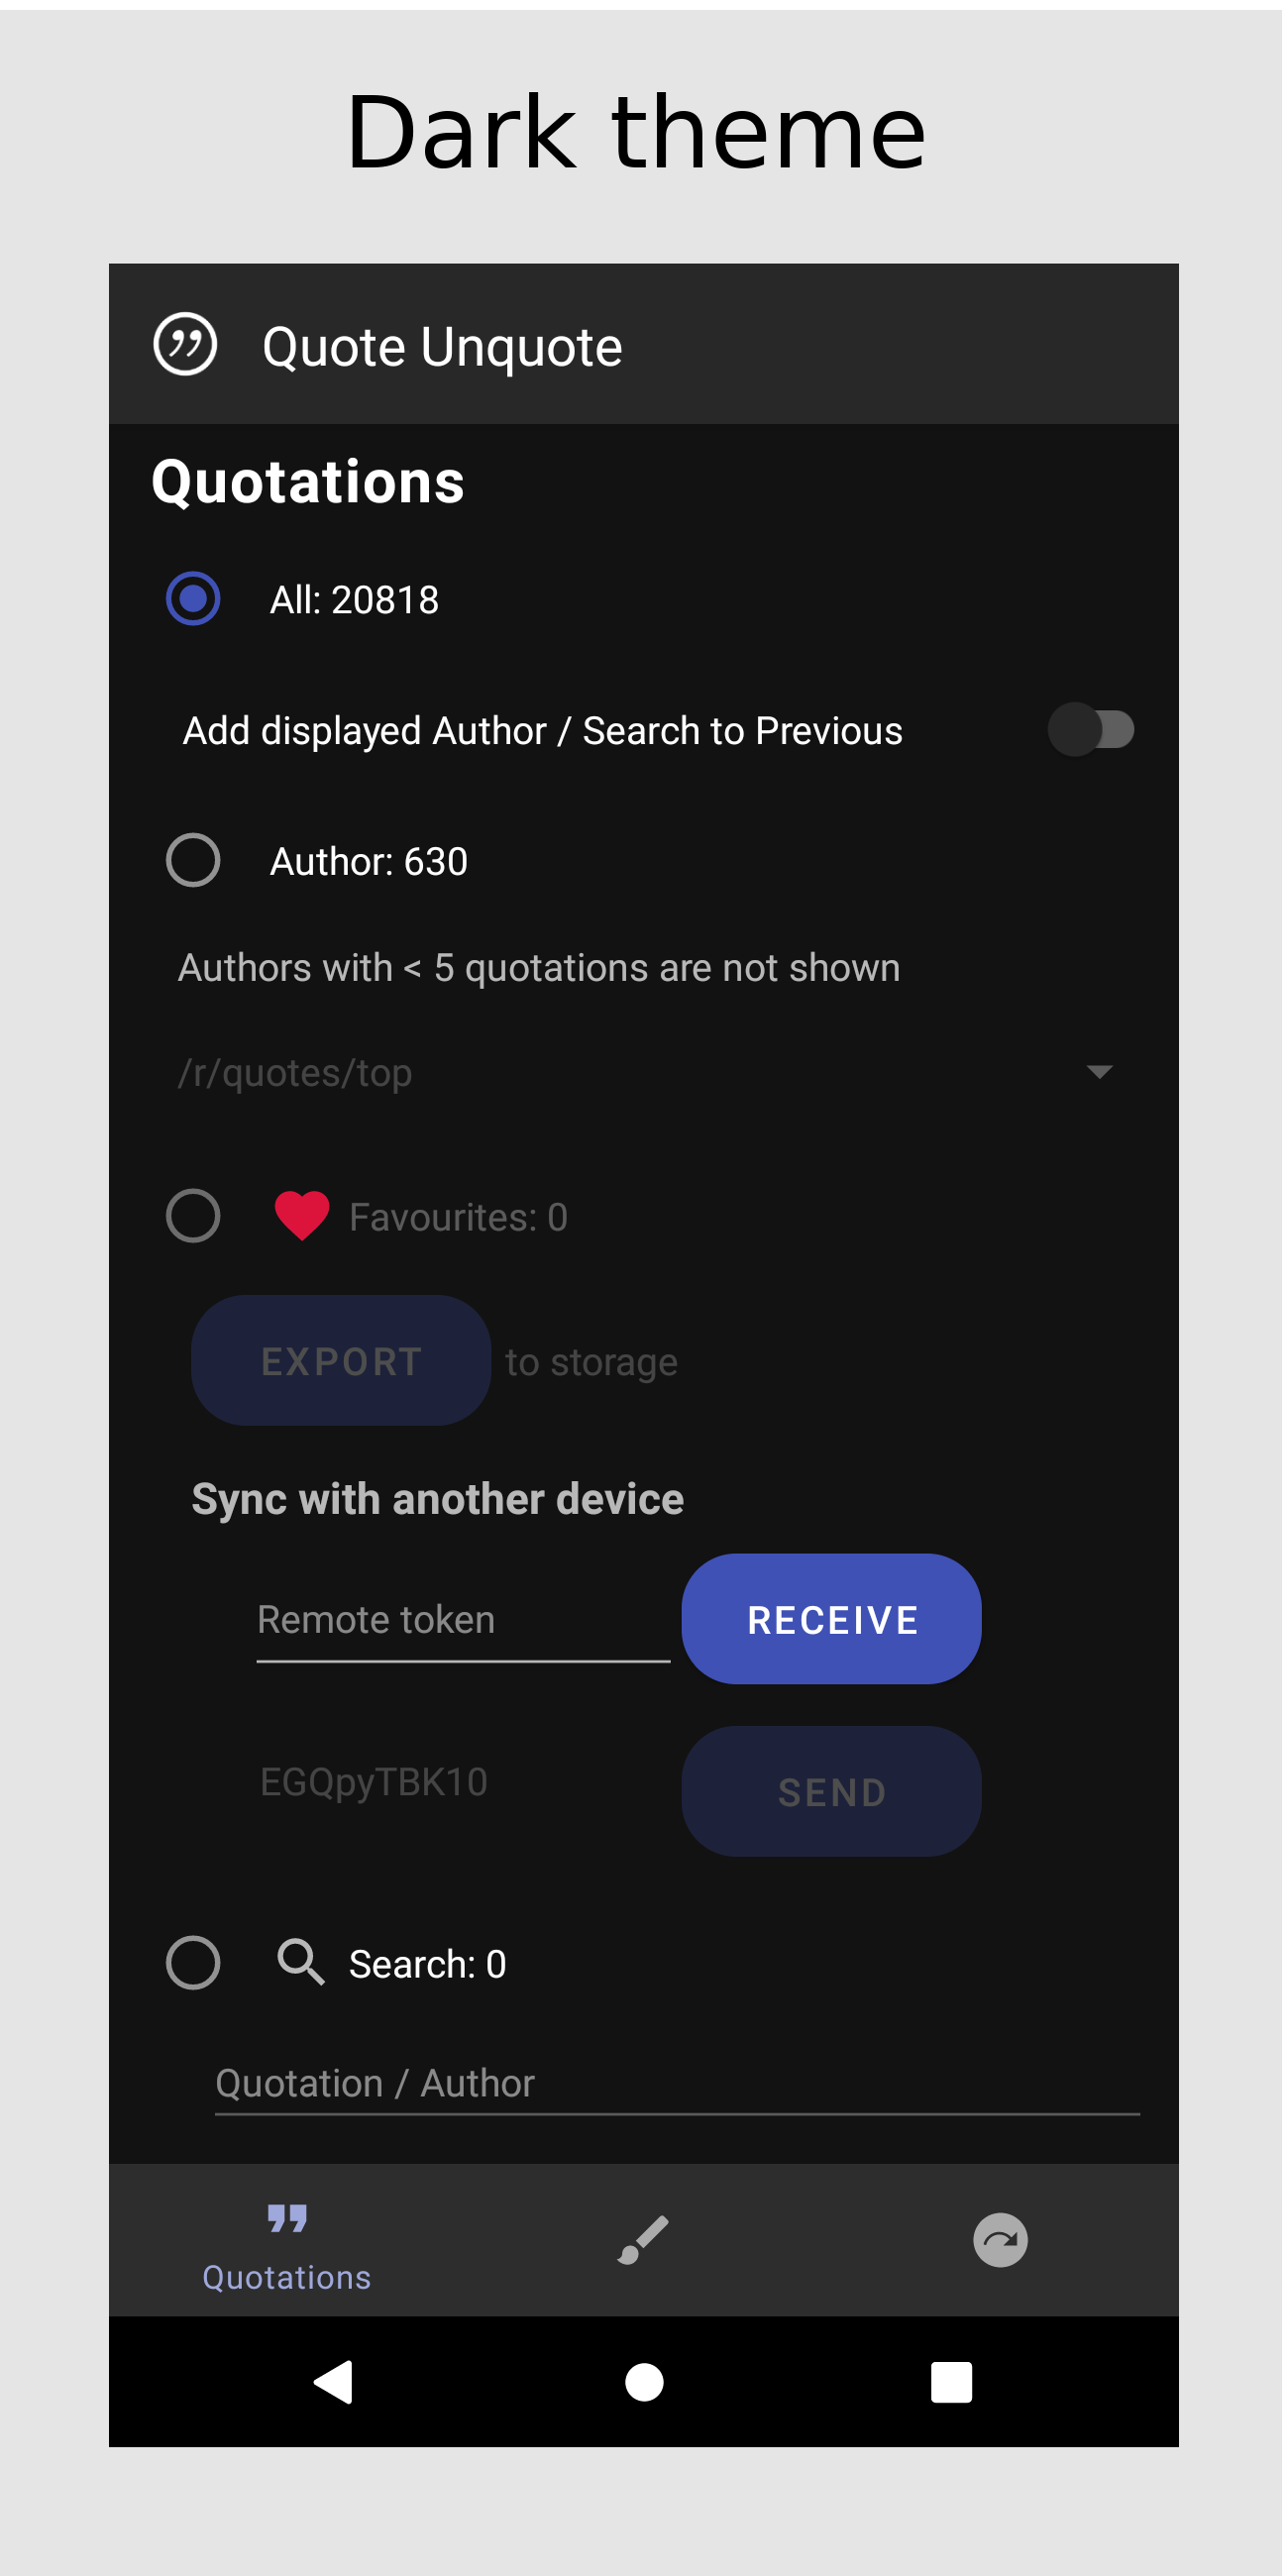 Dark theme
Quote Unquote
Quotations
All: 20818
Add displayed Author / Search to Previous
Author: 630
Authors with < 5 quotations are not shown
/r/quotes/top
Favourites: 0
EXPORT to storage
Sync with another device
Remote token RECEIVE
EGQpyTBK10 SEND
Search: 0
Quotation / Author
Quotations